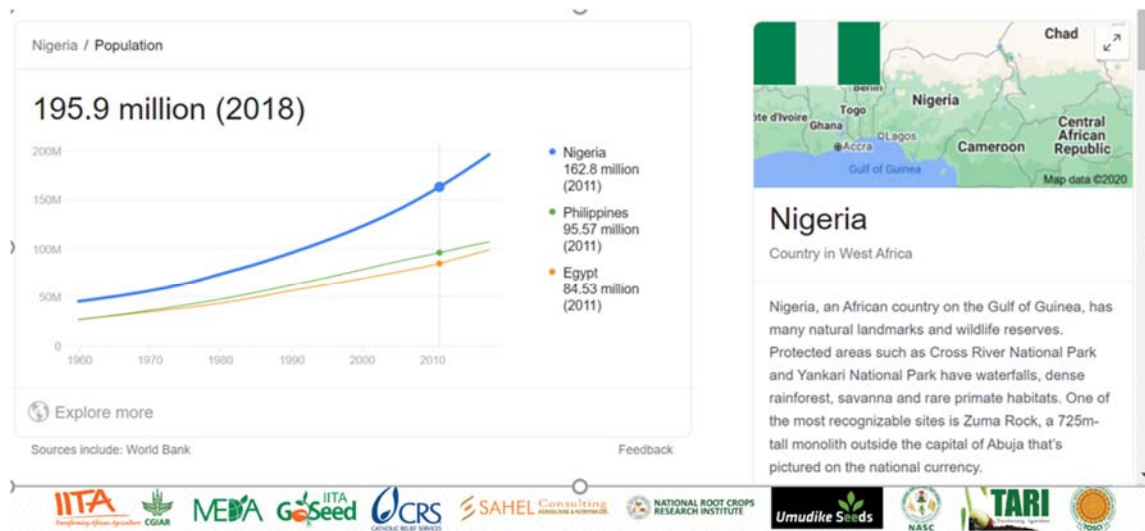 Nigeria / Population
195.9 million (2018)
200M
150M
100M
50M
0
1960
1970
1980
1990
2000
2010
Nigeria
162.8 million
(2011)
Philippines
95.57 million
(2011)
Egypt
84.53 million
(2011)
Explore more
Sources include: World Bank
Feedback
Chad
Benin
Nigeria
Togo
Ghana
Lagos
Accra
Cameroon
Central
African
Republic
Gulf of Guinea
Map data ©2020
Nigeria
Country in West Africa
Nigeria, an African country on the Gulf of Guinea, has
many natural landmarks and wildlife reserves.
Protected areas such as Cross River National Park
and Yankari National Park have waterfalls, dense
rainforest, savanna and rare primate habitats. One of
the most recognizable sites is Zuma Rock, a 725m-
tall monolith outside the capital of Abuja that's
pictured on the national currency.
IITA
Transforming African Agriculture
CGIAR
MEDA
IITA
GoSeed
CRS
CATHOLIC RELIEF SERVICES
SAHEL Consulting
NATIONAL ROOT CROPS
RESEARCH INSTITUTE
Umudike Seeds
NASC
TARI